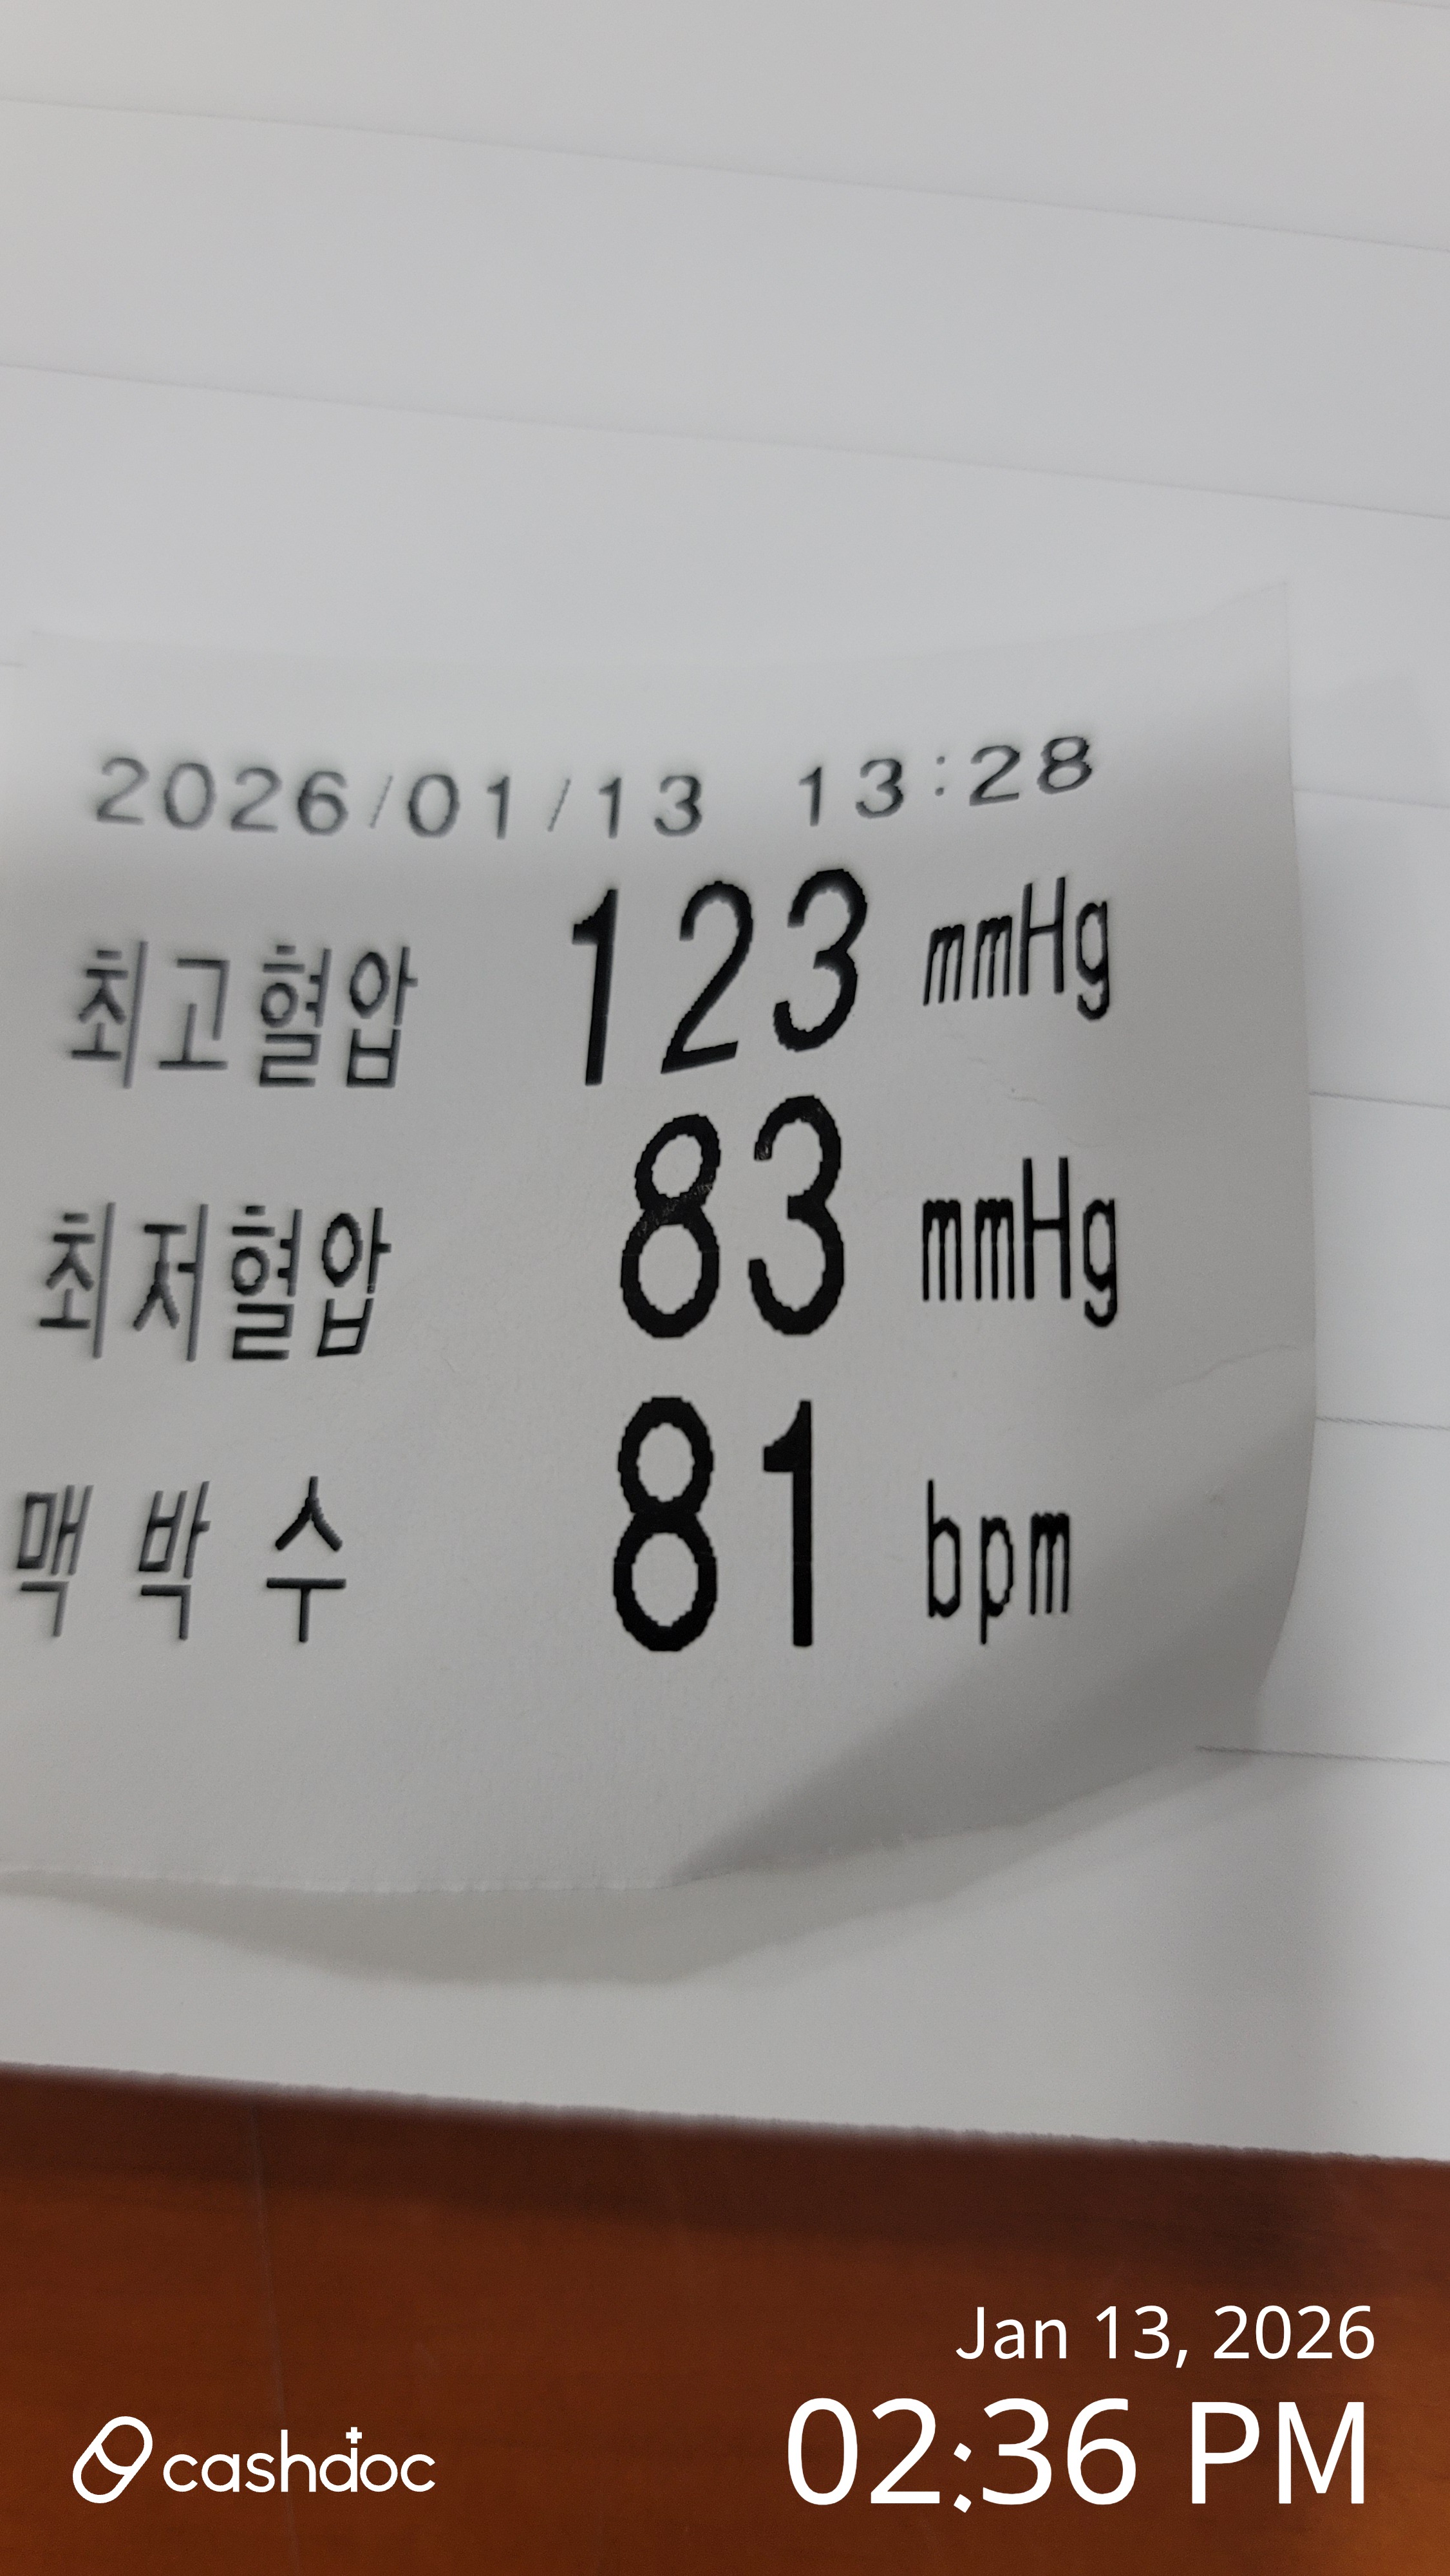 2026/01/13 13:28
최고혈압 123 mmHg
최저혈압 83 mmHg
맥박수 81 bpm
Jan 13, 2026
02:36 PM
cashdoc